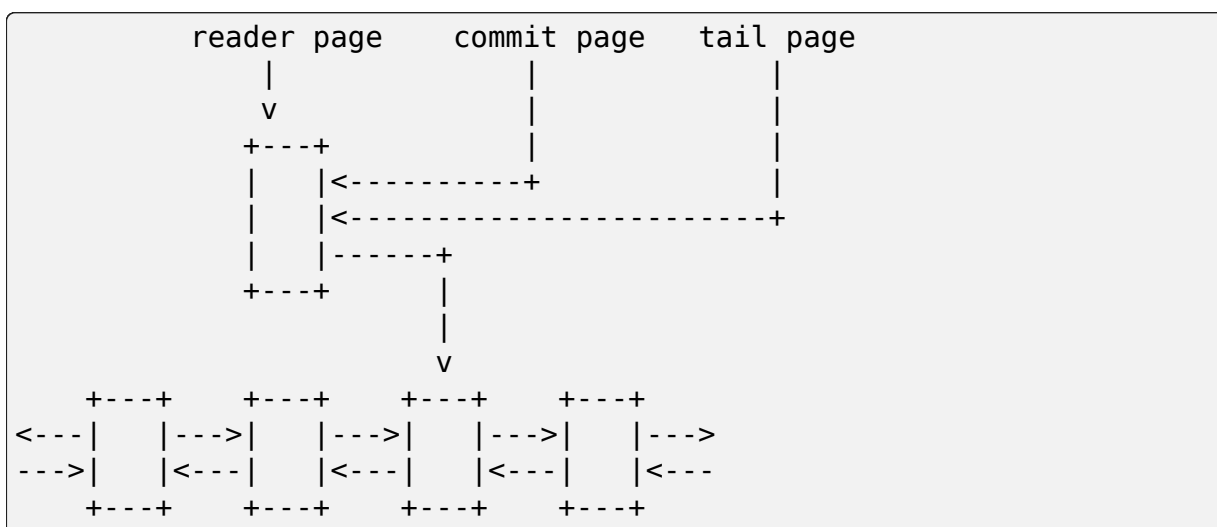 reader page    commit page   tail page
              |              |             |
              v              |             |
             +---+           |             |
             |   |<----------+             |
             |   |<------------------------+
             |   |------+
             +---+      |
                        |
                        v
    +---+    +---+    +---+    +---+
<---|   |--->|   |--->|   |--->|   |--->
--->|   |<---|   |<---|   |<---|   |<---
    +---+    +---+    +---+    +---+